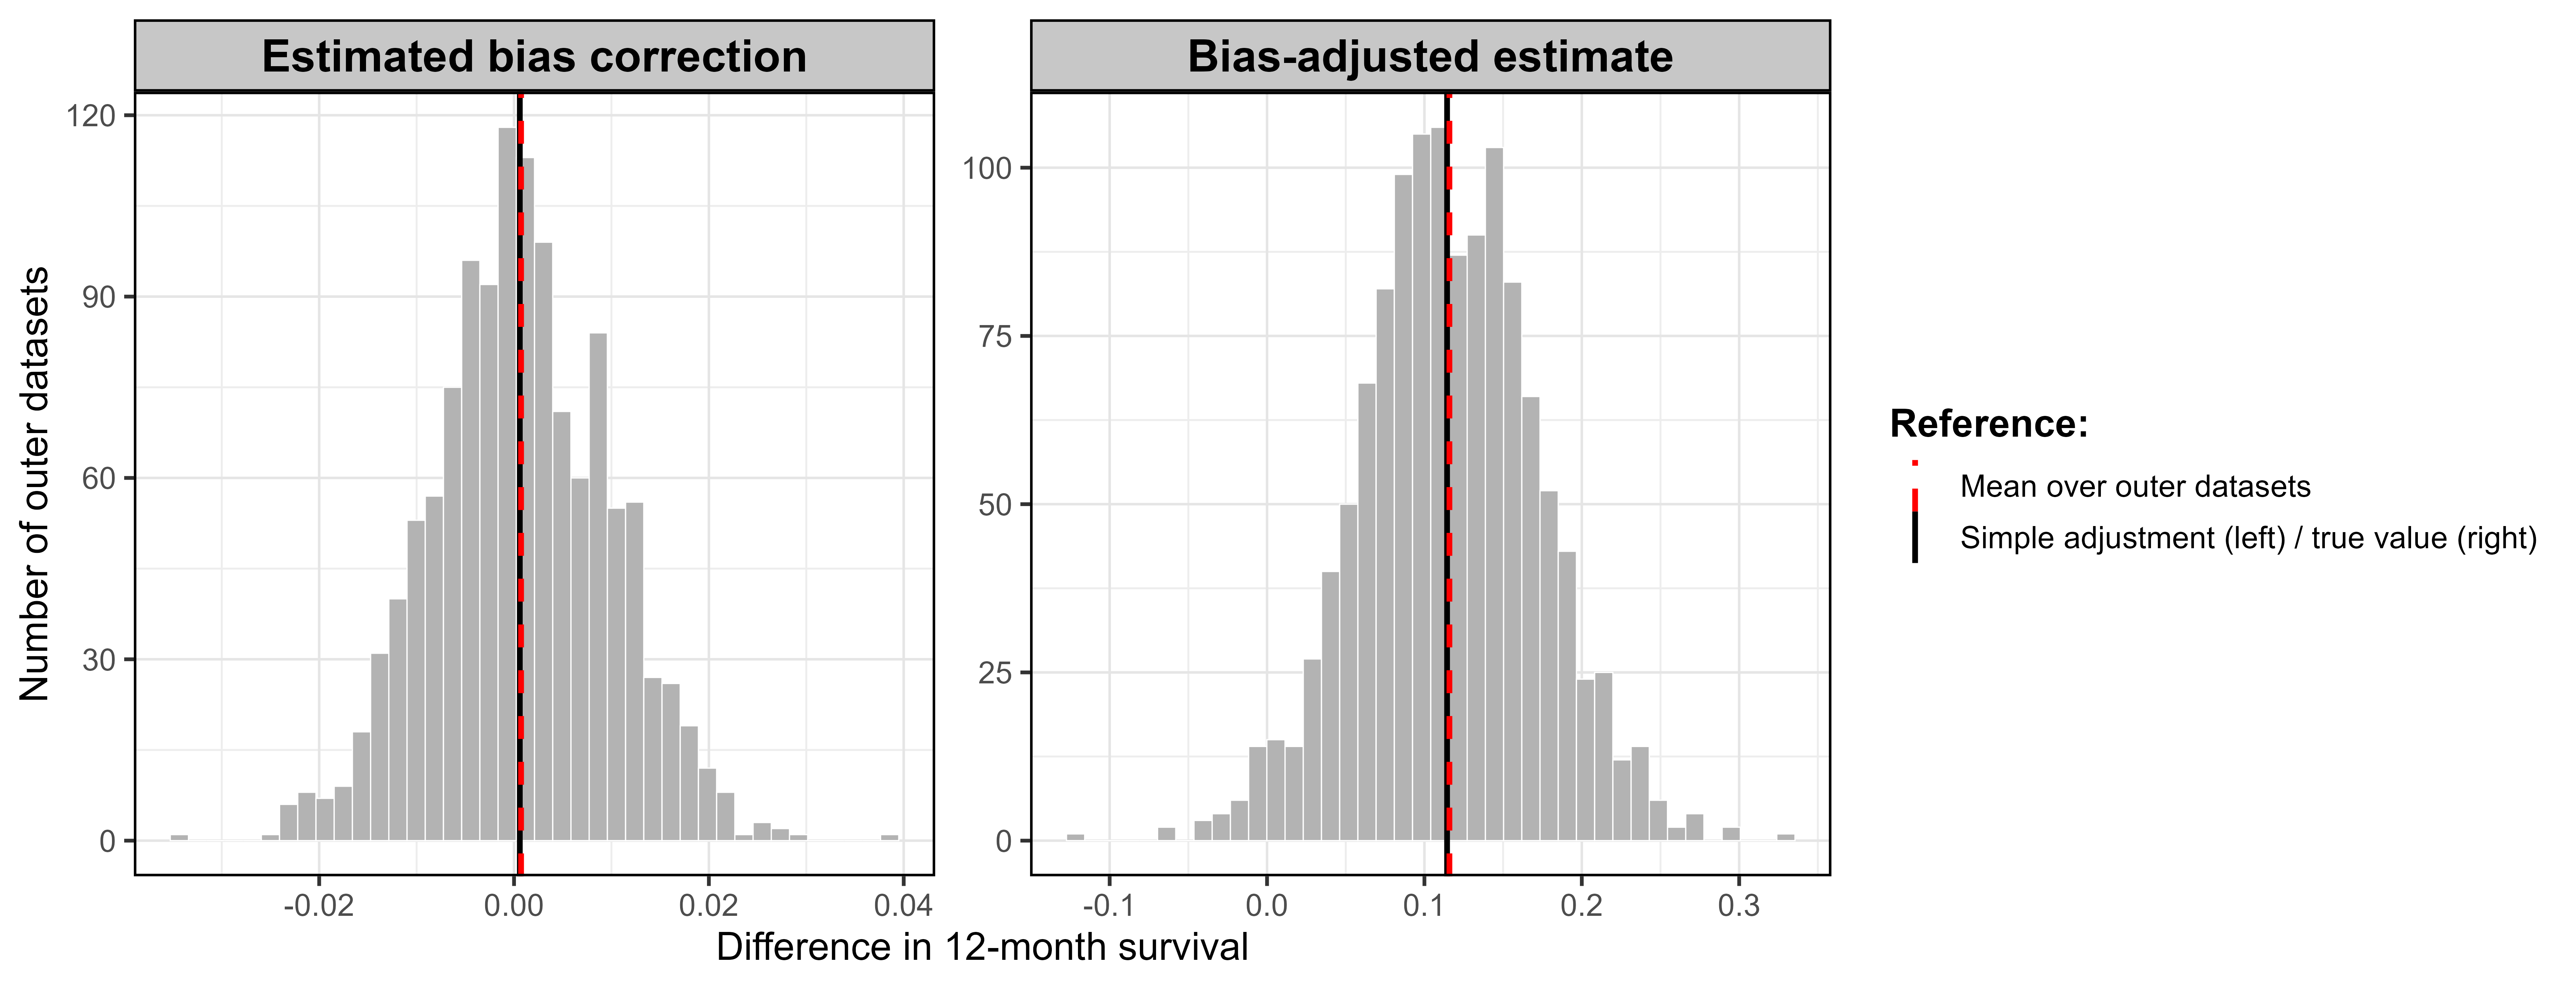 Estimated bias correction
Bias-adjusted estimate
Number of outer datasets
120
90
60
30
0
-0.02
0.00
0.02
0.04
100
75
50
25
0
-0.1
0.0
0.1
0.2
0.3
Difference in 12-month survival
Reference:
Mean over outer datasets
Simple adjustment (left) / true value (right)